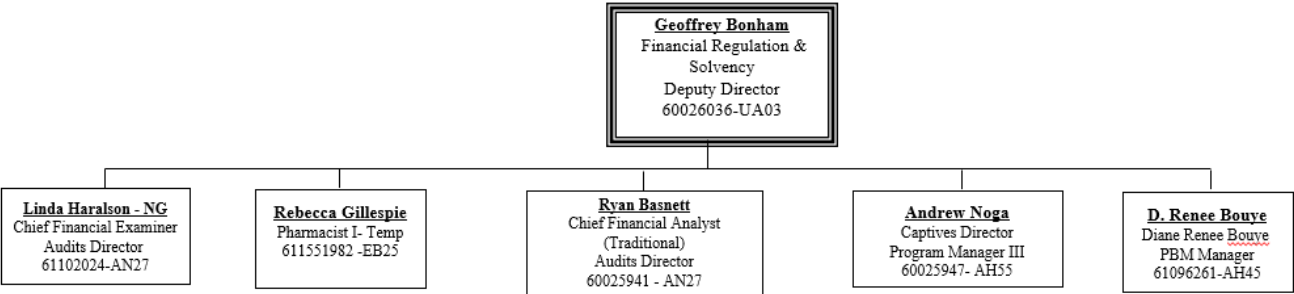 Geoffrey Bonham
Financial Regulation &
Solvency
Deputy Director
60026036-UA03
Linda Haralson - NG
Chief Financial Examiner
Audits Director
61102024-AN27
Rebecca Gillespie
Pharmacist I- Temp
611551982 -EB25
Ryan Basnett
Chief Financial Analyst
(Traditional)
Audits Director
60025941 - AN27
Andrew Noga
Captives Director
Program Manager III
60025947- AH55
D. Renee Bouye
Diane Renee Bouye
PBM Manager
61096261-AH45